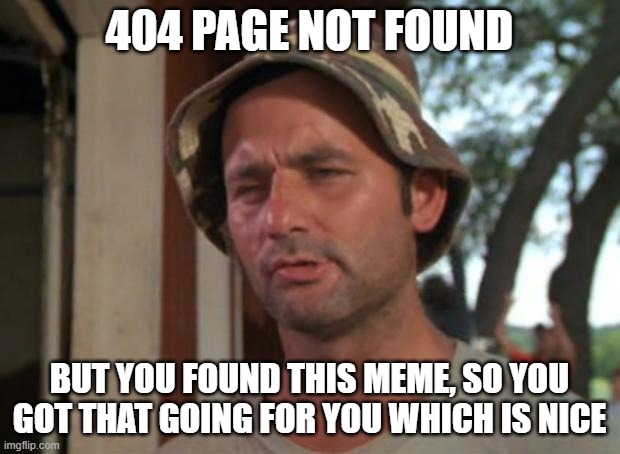 404 PAGE NOT FOUND
BUT YOU FOUND THIS MEME, SO YOU
GOT THAT GOING FOR YOU WHICH IS NICE
imgflip.com